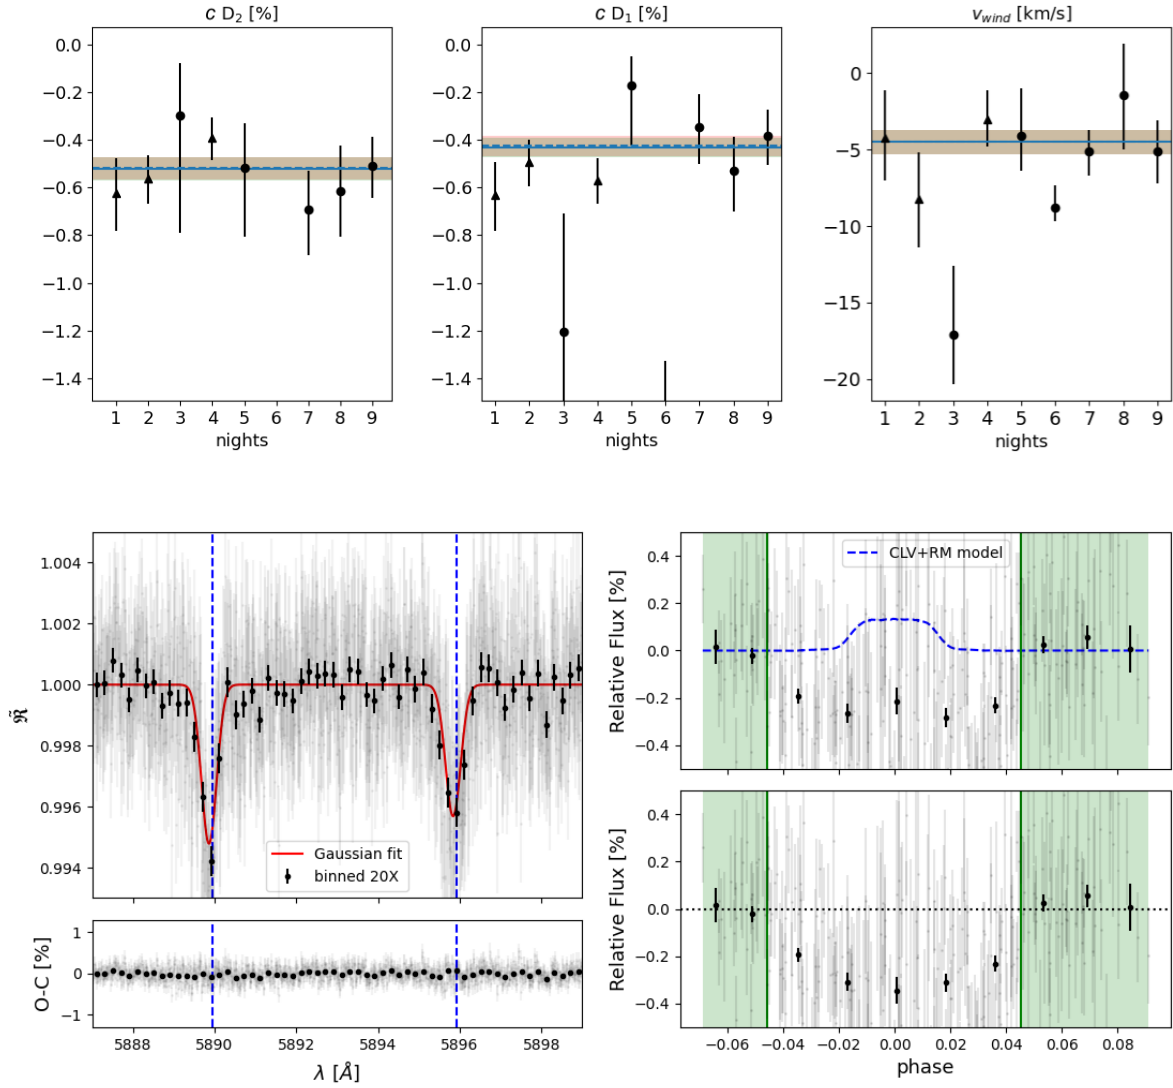 c D₂ [%]
0.0
−0.2
−0.4
−0.6
−0.8
−1.0
−1.2
−1.4
1 2 3 4 5 6 7 8 9
nights
c D₁ [%]
0.0
−0.2
−0.4
−0.6
−0.8
−1.0
−1.2
−1.4
1 2 3 4 5 6 7 8 9
nights
v_wind [km/s]
0
−5
−10
−15
−20
1 2 3 4 5 6 7 8 9
nights
1.004
1.002
1.000
0.998
0.996
0.994
ℜ̃
Gaussian fit
binned 20X
1
0
−1
O-C [%]
5888 5890 5892 5894 5896 5898
λ [Å]
0.4
0.2
0.0
−0.2
−0.4
Relative Flux [%]
CLV+RM model
0.4
0.2
0.0
−0.2
−0.4
Relative Flux [%]
−0.06 −0.04 −0.02 0.00 0.02 0.04 0.06 0.08
phase